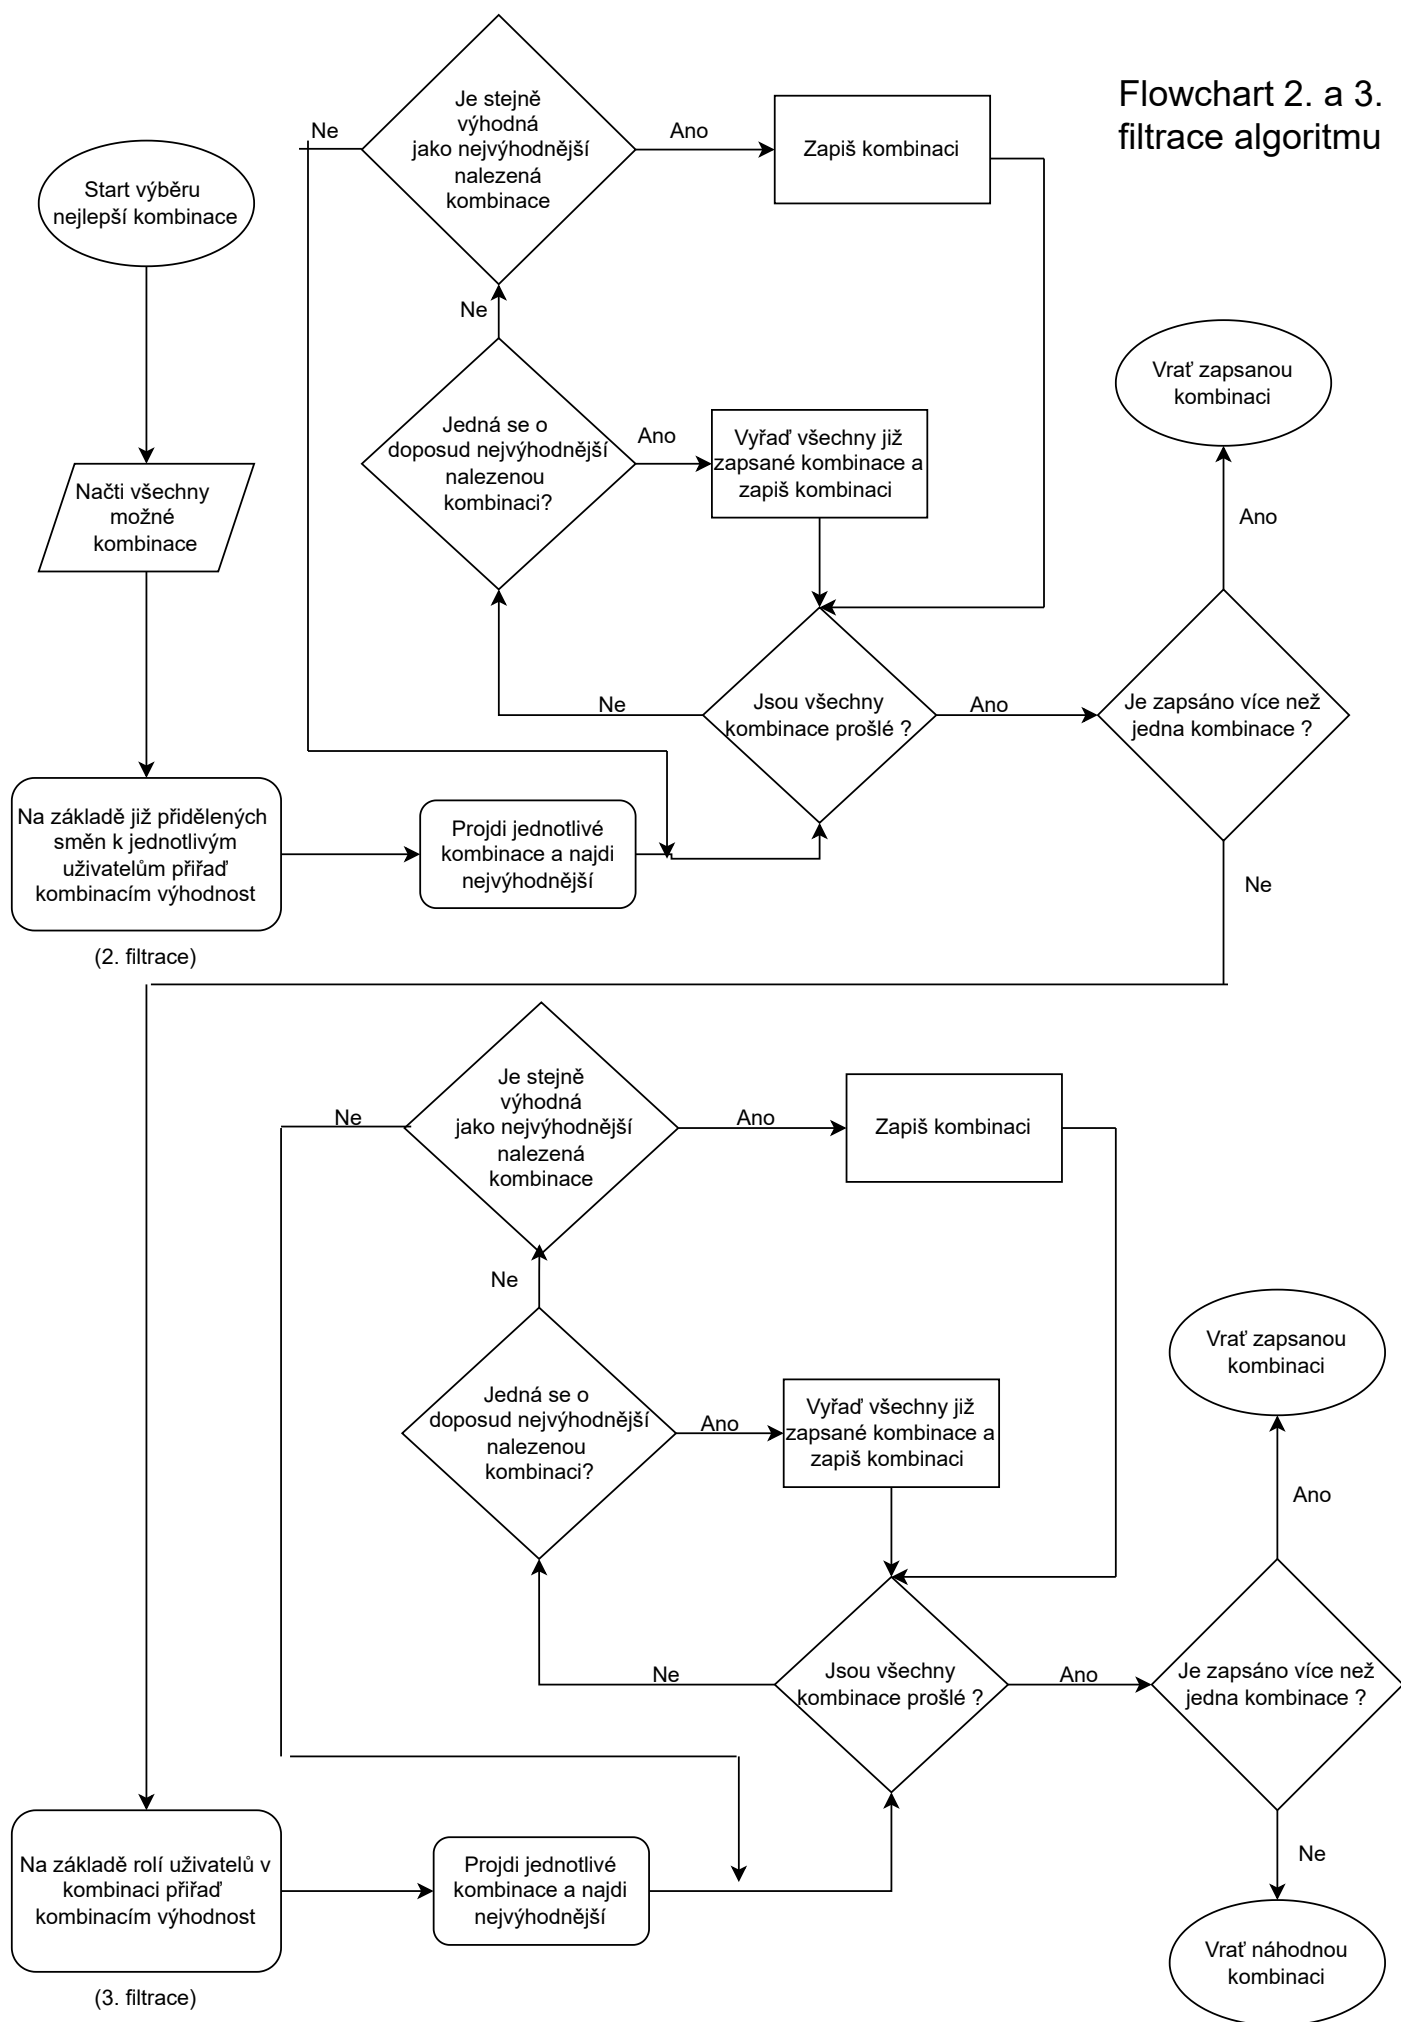 Flowchart 2. a 3.
filtrace algoritmu
Start výběru
nejlepší kombinace
Načti všechny
možné
kombinace
Na základě již přidělených
směn k jednotlivým
uživatelům přiřaď
kombinacím výhodnost
(2. filtrace)
Projdi jednotlivé
kombinace a najdi
nejvýhodnější
Ne
Je stejně
výhodná
jako nejvýhodnější
nalezená
kombinace
Ano
Zapiš kombinaci
Ne
Jedná se o
doposud nejvýhodnější
nalezenou
kombinaci?
Ano
Vyřaď všechny již
zapsané kombinace a
zapiš kombinaci
Ne
Jsou všechny
kombinace prošlé ?
Ano
Je zapsáno více než
jedna kombinace ?
Ano
Vrať zapsanou
kombinaci
Ne
Na základě rolí uživatelů v
kombinaci přiřaď
kombinacím výhodnost
(3. filtrace)
Projdi jednotlivé
kombinace a najdi
nejvýhodnější
Ne
Je stejně
výhodná
jako nejvýhodnější
nalezená
kombinace
Ano
Zapiš kombinaci
Ne
Jedná se o
doposud nejvýhodnější
nalezenou
kombinaci?
Ano
Vyřaď všechny již
zapsané kombinace a
zapiš kombinaci
Ne
Jsou všechny
kombinace prošlé ?
Ano
Je zapsáno více než
jedna kombinace ?
Ano
Vrať zapsanou
kombinaci
Ne
Vrať náhodnou
kombinaci